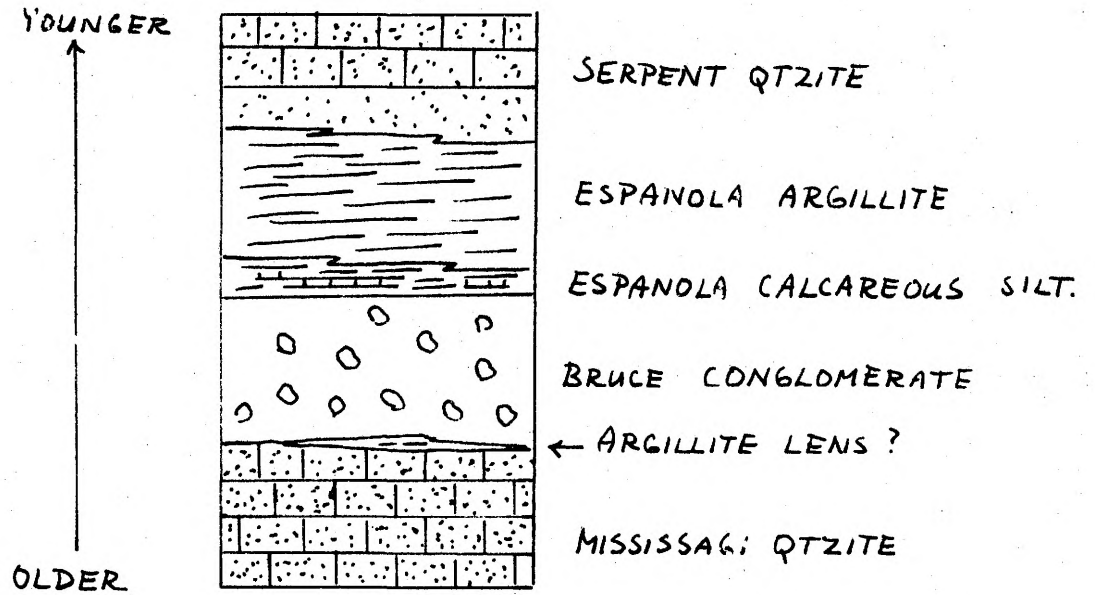 YOUNGER
SERPENT QTZITE
ESPANOLA ARGILLITE
ESPANOLA CALCAREOUS SILT.
BRUCE CONGLOMERATE
← ARGILLITE LENS ?
MISSISSAGi QTZITE
OLDER